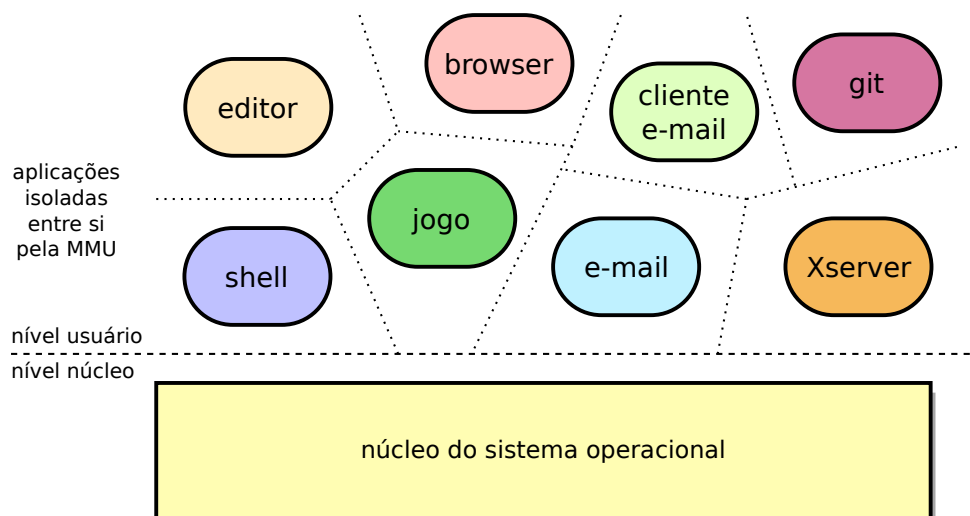 browser
editor
cliente
e-mail
git
aplicações
isoladas
entre si
pela MMU
jogo
shell
e-mail
Xserver
nível usuário
nível núcleo
núcleo do sistema operacional